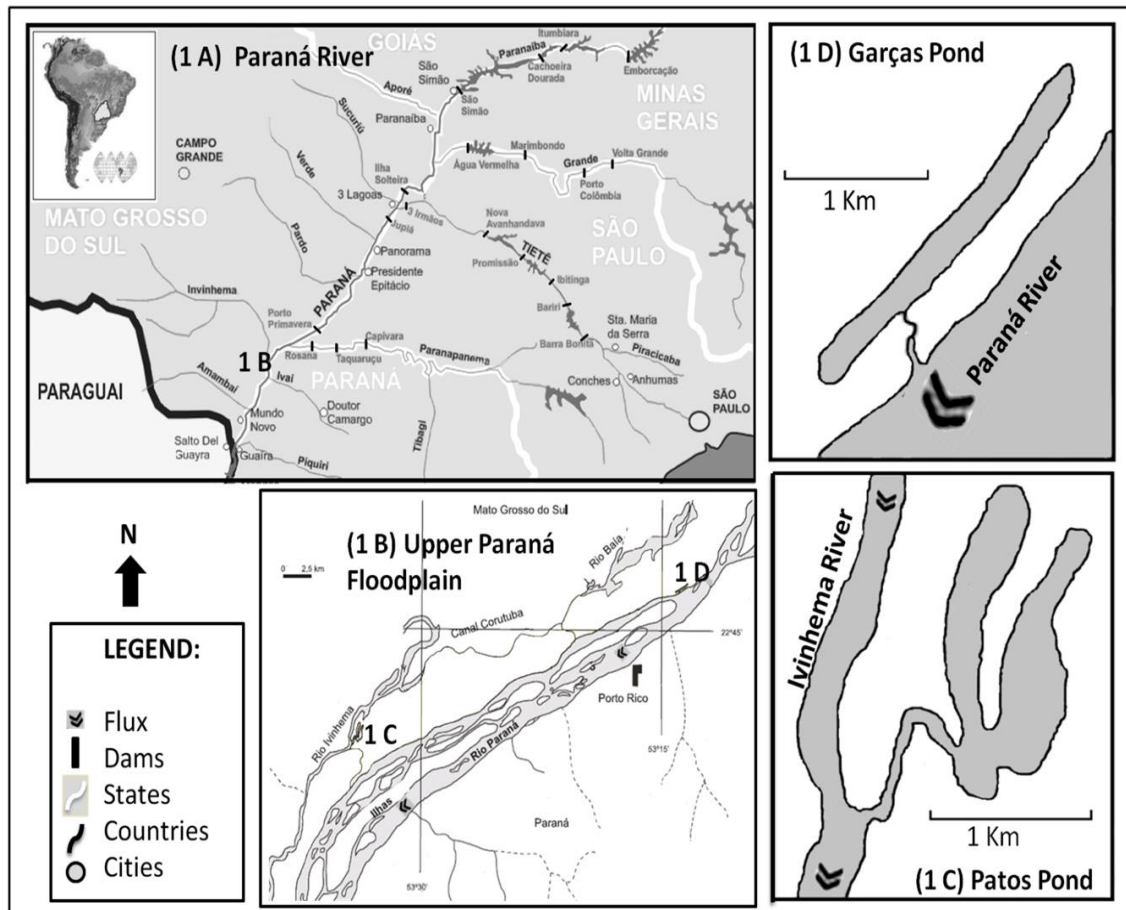 (1 A) Paraná River
GOIÁS
MINAS
GERAIS
MATO GROSSO
DO SUL
SÃO
PAULO
PARANÁ
PARAGUAI
CAMPO
GRANDE
Itumbiara
Paranaíba
Cachoeira
Dourada
Emborcação
São
Simão
São
Simão
Aporé
Paranaíba
Sucuriú
Verde
Pardo
Ilha
Solteira
3 Lagoas
3 Irmãos
Jupiá
Água Vermelha
Marimbondo
Grande
Volta Grande
Porto
Colômbia
Nova
Avanhandava
TIETÊ
Promissão
Ibitinga
Bariri
Barra Bonita
Sta. Maria
da Serra
Piracicaba
Conches
Anhumas
SÃO
PAULO
Panorama
Presidente
Epitácio
PARANÁ
Invinhema
Porto
Primavera
Rosana
Taquaruçu
Capivara
Paranapanema
1 B
Amambai
Ivaí
Doutor
Camargo
Tibagi
Mundo
Novo
Salto Del
Guayra
Guaíra
Piquiri
(1 D) Garças Pond
1 Km
Paraná River
N
LEGEND:
Flux
Dams
States
Countries
Cities
(1 B) Upper Paraná
Floodplain
Mato Grosso do Sul
0 2,5 km
Rio Baía
1 D
Canal Corutuba
22º45'
Porto Rico
Rio Ivinhema
1 C
53º15'
Rio Paraná
Ilhas
Paraná
53º30'
Ivinhema River
1 Km
(1 C) Patos Pond